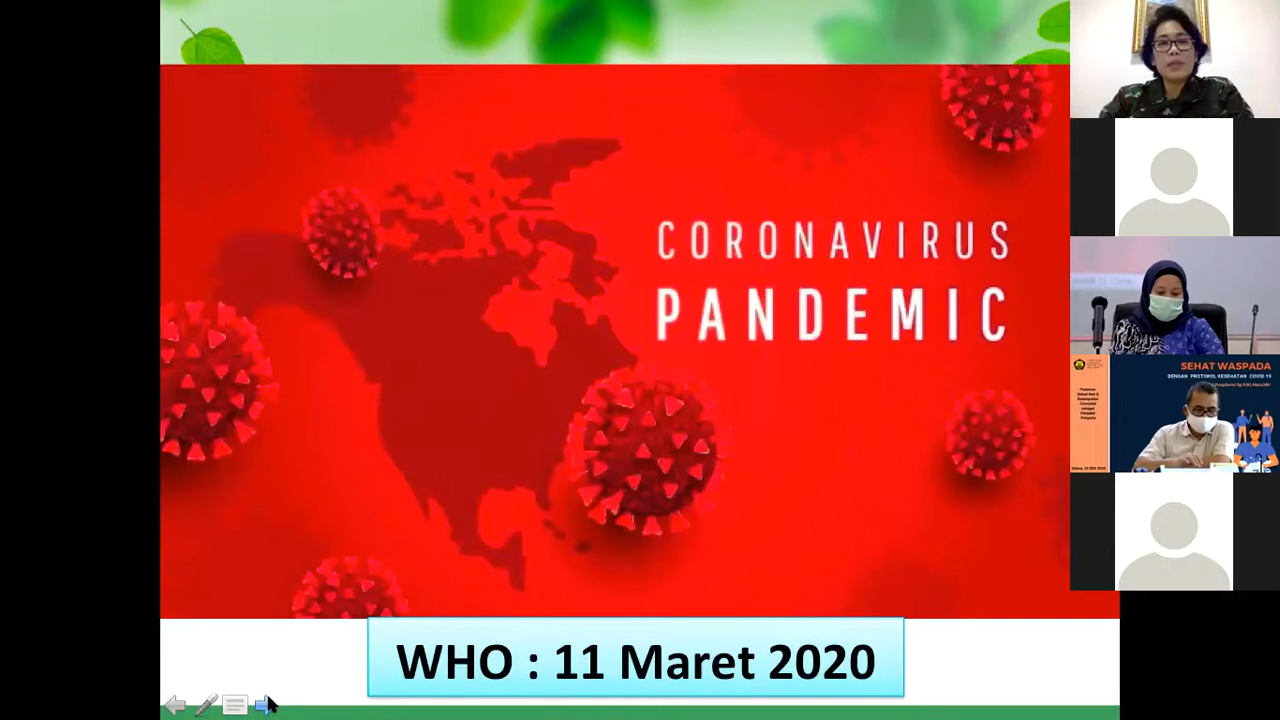 CORONAVIRUS
PANDEMIC
WHO : 11 Maret 2020
SEHAT WASPADA
DENGAN PROTOKOL KESEHATAN COVID 19